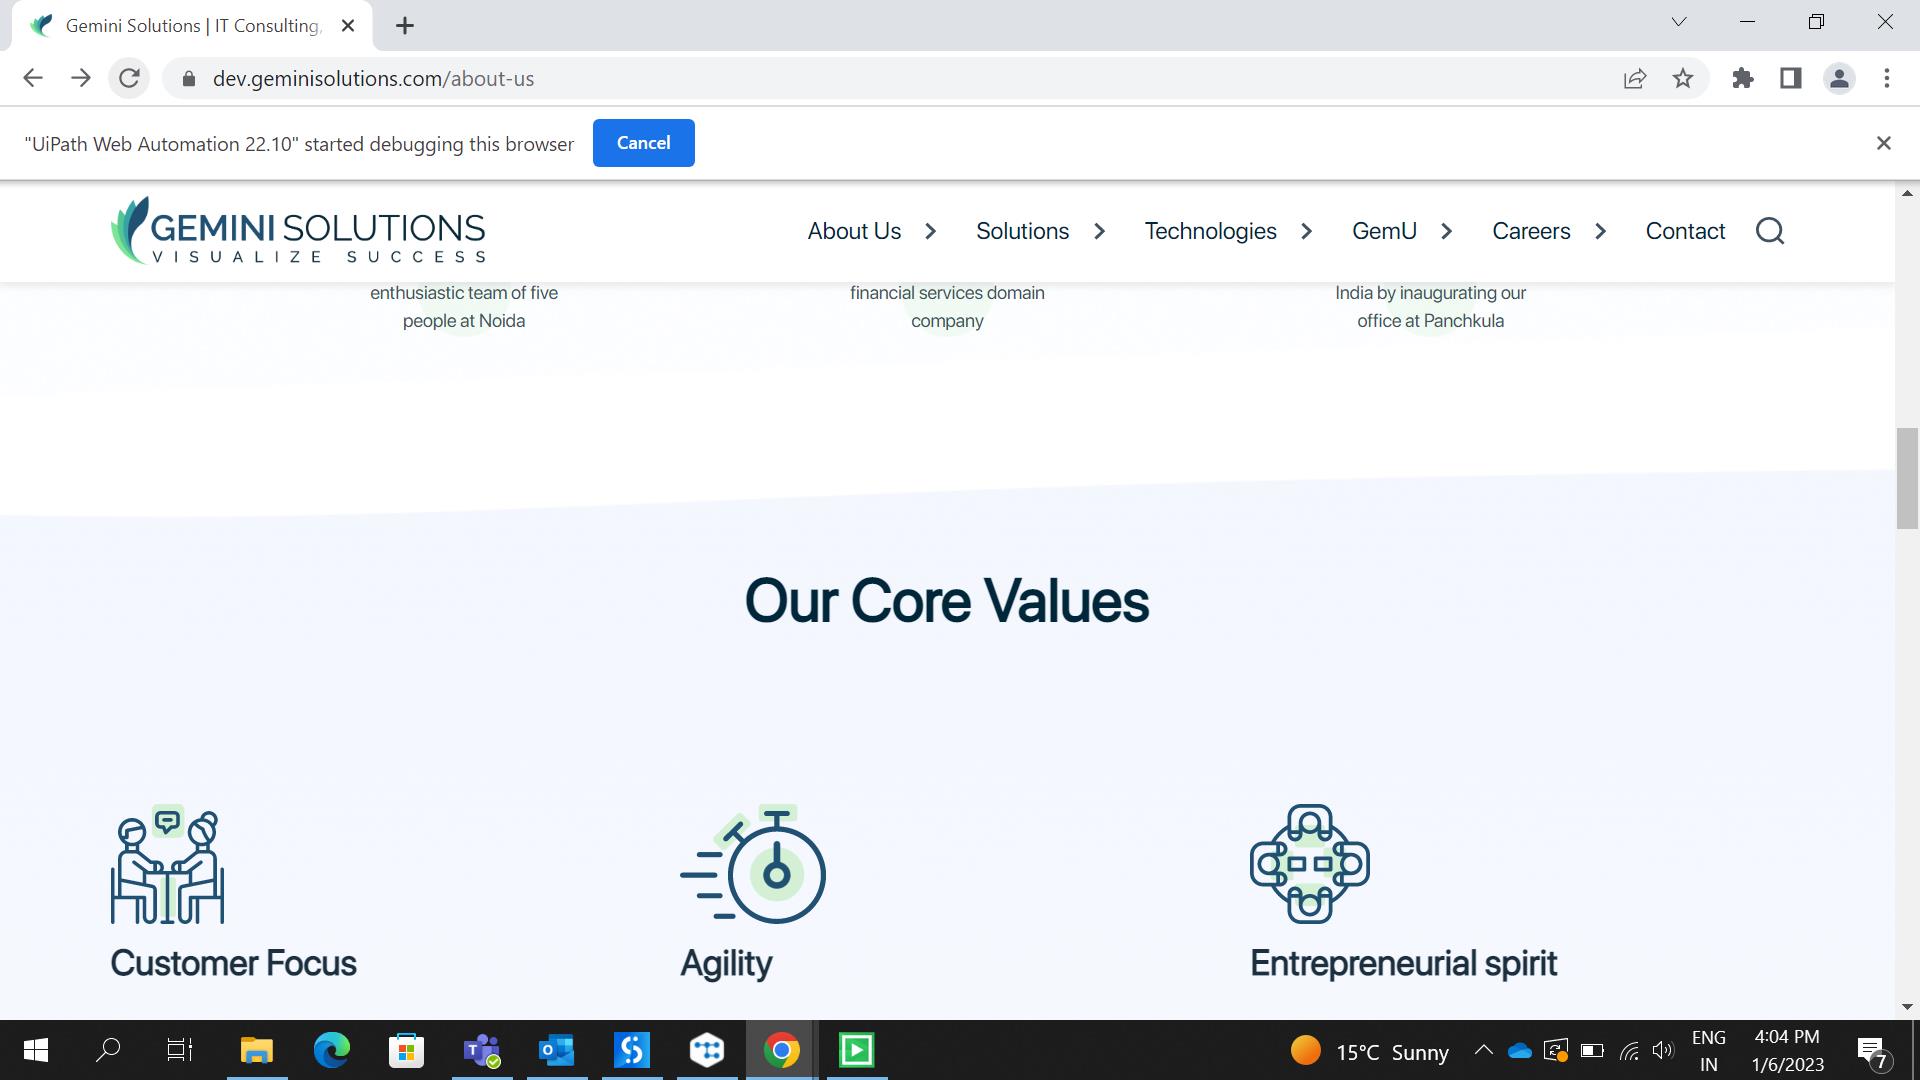 Gemini Solutions | IT Consulting,
dev.geminisolutions.com/about-us
"UiPath Web Automation 22.10" started debugging this browser
Cancel
GEMINI SOLUTIONS
VISUALIZE SUCCESS
About Us
Solutions
Technologies
GemU
Careers
Contact
enthusiastic team of five
people at Noida
financial services domain
company
India by inaugurating our
office at Panchkula
Our Core Values
Customer Focus
Agility
Entrepreneurial spirit
15°C Sunny
ENG
IN
4:04 PM
1/6/2023
7